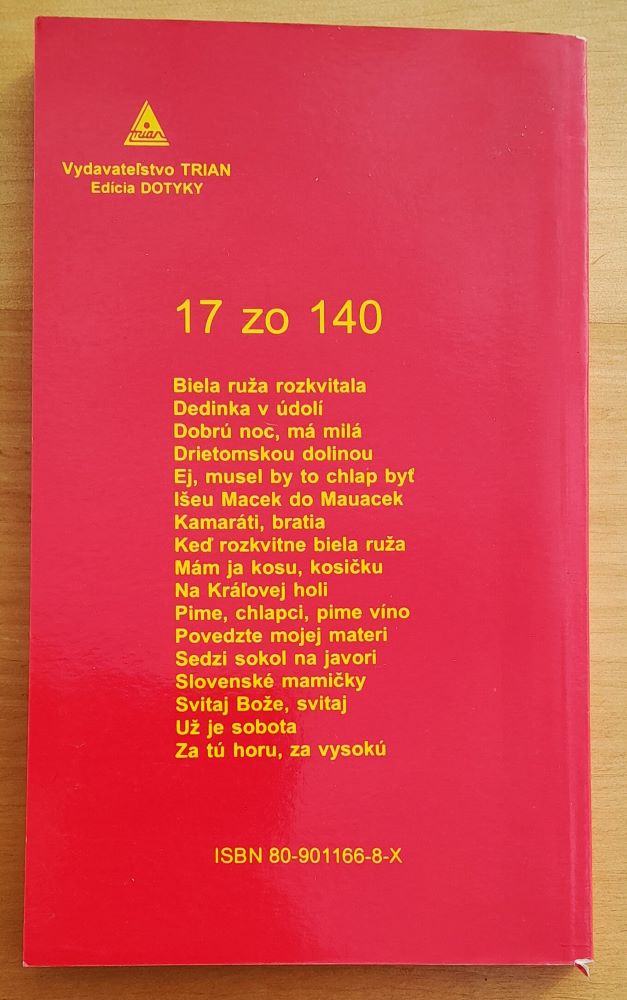 Trian
Vydavateľstvo TRIAN
Edícia DOTYKY
17 zo 140
Biela ruža rozkvitala
Dedinka v údolí
Dobrú noc, má milá
Drietomskou dolinou
Ej, musel by to chlap byť
Išeu Macek do Mauacek
Kamaráti, bratia
Keď rozkvitne biela ruža
Mám ja kosu, kosičku
Na Kráľovej holi
Pime, chlapci, pime víno
Povedzte mojej materi
Sedzi sokol na javori
Slovenské mamičky
Svitaj Bože, svitaj
Už je sobota
Za tú horu, za vysokú
ISBN 80-901166-8-X